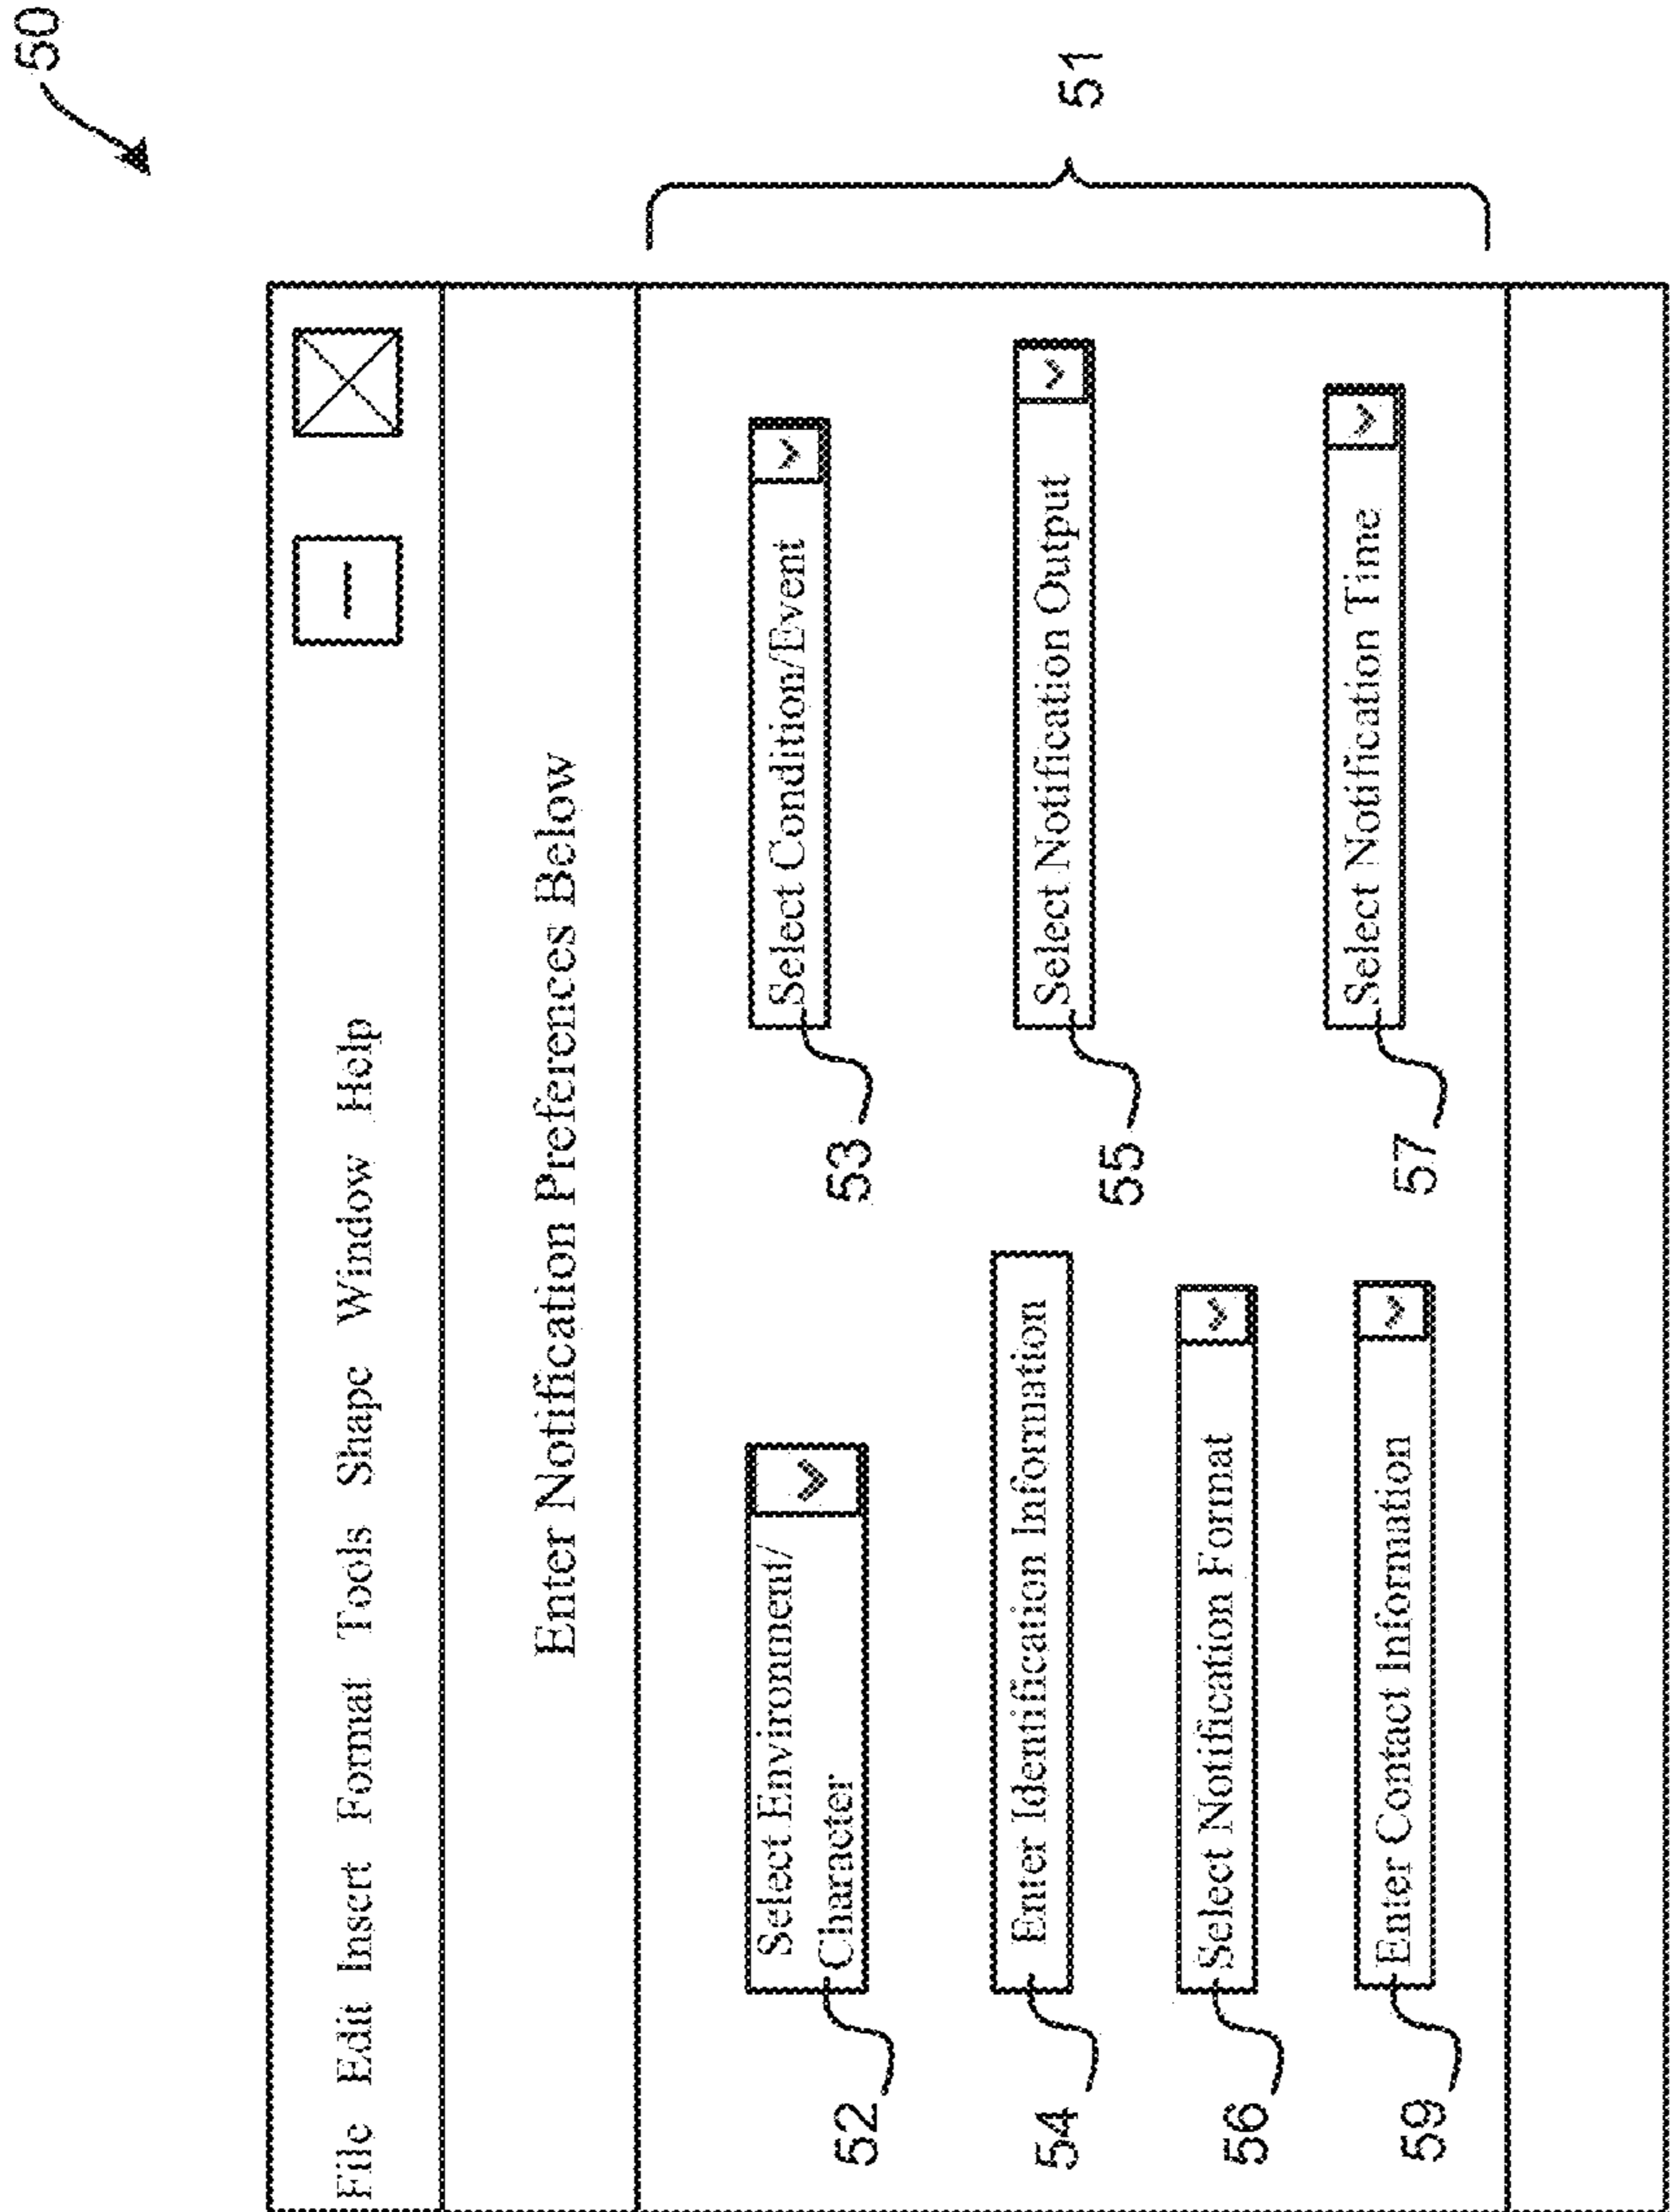 50
File Edit Insert Format Tools Shape Window Help
Enter Notification Preferences Below
51
52
Select Environment/
Character
53
Select Condition/Event
54
Enter Identification Information
55
Select Notification Output
56
Select Notification Format
57
Select Notification Time
59
Enter Contact Information